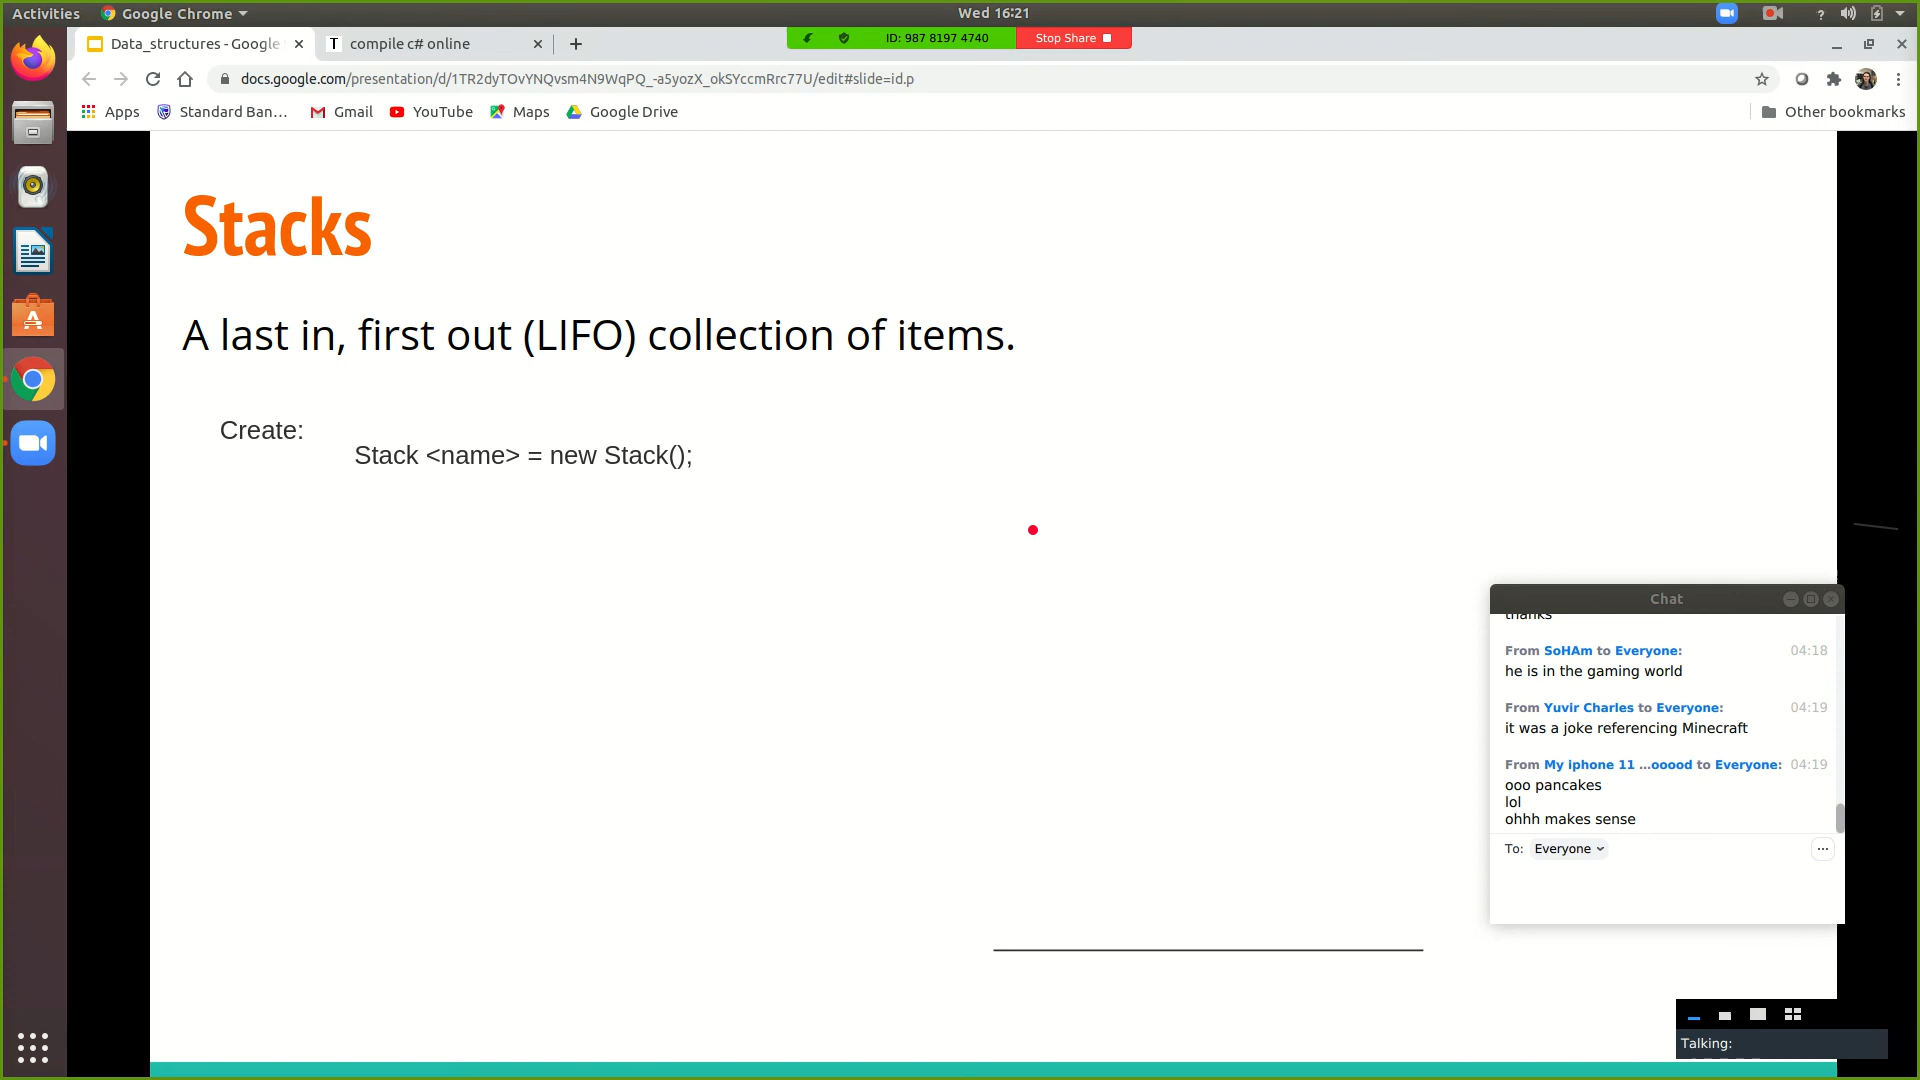 Activities
Google Chrome
Wed 16:21
?
Data_structures - Google
compile c# online
ID: 987 8197 4740
Stop Share
docs.google.com/presentation/d/1TR2dyTOvYNQvsm4N9WqPQ_-a5yozX_okSYccmRrc77U/edit#slide=id.p
Apps
Standard Ban...
Gmail
YouTube
Maps
Google Drive
Other bookmarks
Stacks
A last in, first out (LIFO) collection of items.
Create:
Stack <name> = new Stack();
Chat
thanks
From SoHAm to Everyone: 04:18
he is in the gaming world
From Yuvir Charles to Everyone: 04:19
it was a joke referencing Minecraft
From My iphone 11 ...ooood to Everyone: 04:19
ooo pancakes
lol
ohhh makes sense
To: Everyone
Talking: